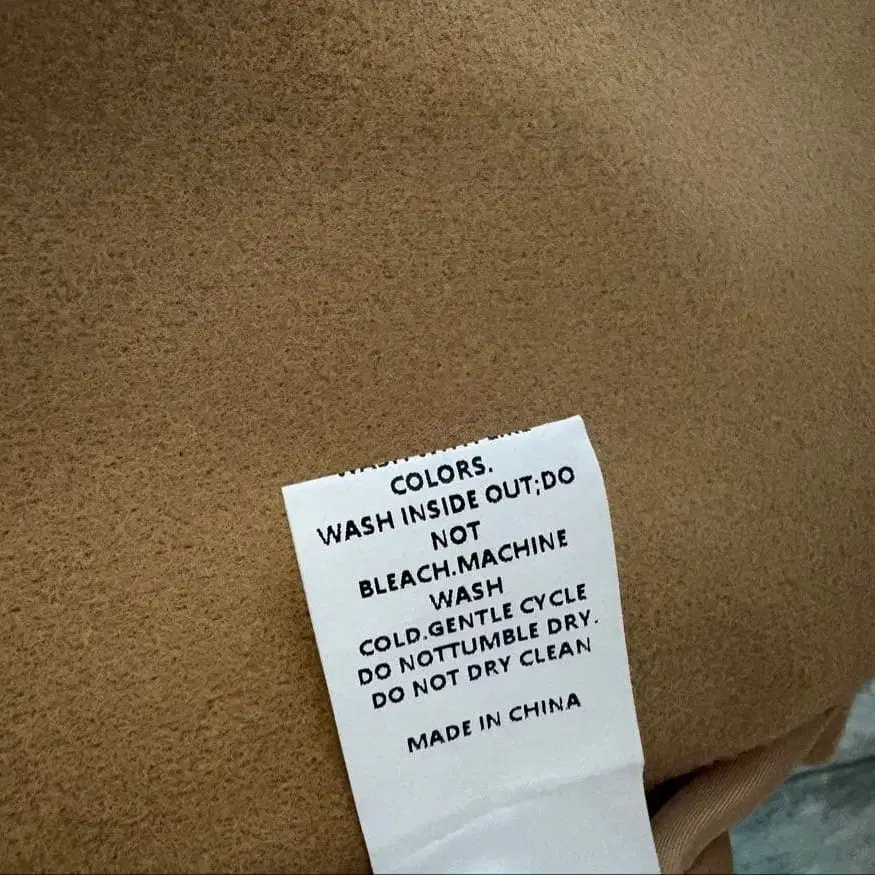 COLORS.
WASH INSIDE OUT;DO
NOT
BLEACH.MACHINE
WASH
COLD.GENTLE CYCLE
DO NOTTUMBLE DRY.
DO NOT DRY CLEAN
MADE IN CHINA